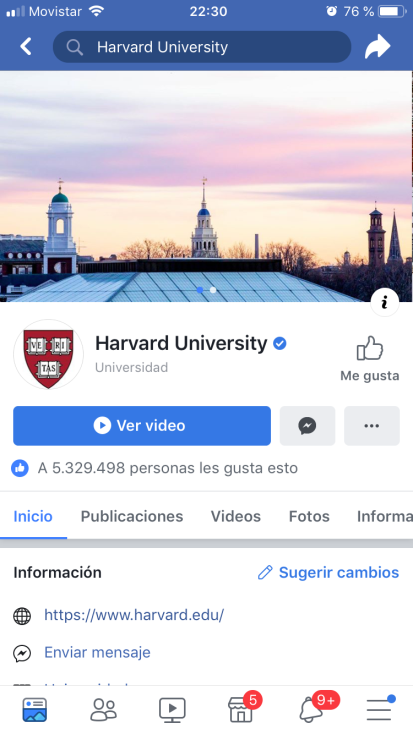 Movistar 22:30 76 %
Harvard University
i
VE RI
TAS
Harvard University
Universidad
Me gusta
Ver video
A 5.329.498 personas les gusta esto
Inicio Publicaciones Videos Fotos Informa
Información Sugerir cambios
https://www.harvard.edu/
Enviar mensaje
5 9+